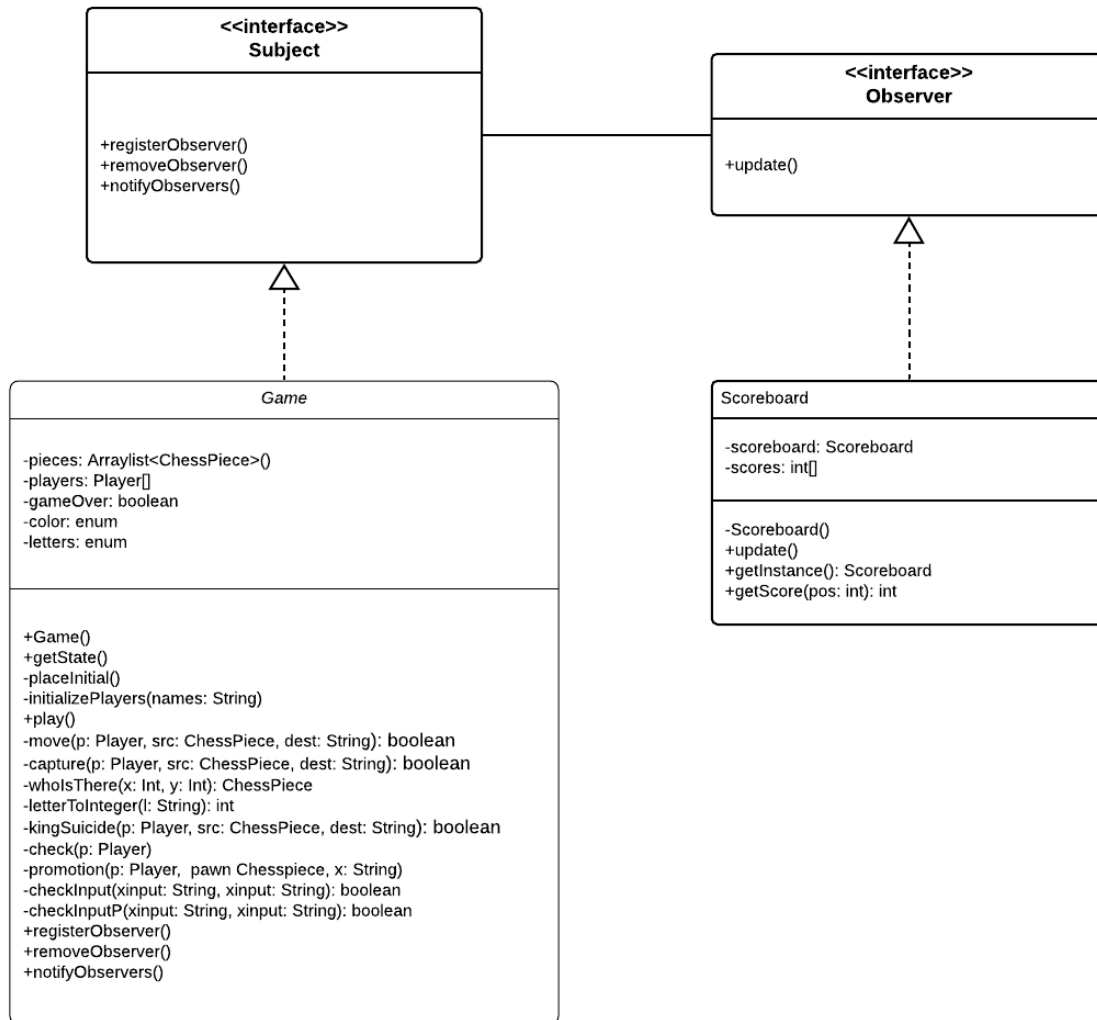 <<interface>>
Subject
+registerObserver()
+removeObserver()
+notifyObservers()
<<interface>>
Observer
+update()
Game
-pieces: Arraylist<ChessPiece>()
-players: Player[]
-gameOver: boolean
-color: enum
-letters: enum
+Game()
+getState()
-placeInitial()
-initializePlayers(names: String)
+play()
-move(p: Player, src: ChessPiece, dest: String): boolean
-capture(p: Player, src: ChessPiece, dest: String): boolean
-whoIsThere(x: Int, y: Int): ChessPiece
-letterToInteger(l: String): int
-kingSuicide(p: Player, src: ChessPiece, dest: String): boolean
-check(p: Player)
-promotion(p: Player, pawn Chesspiece, x: String)
-checkInput(xinput: String, xinput: String): boolean
-checkInputP(xinput: String, xinput: String): boolean
+registerObserver()
+removeObserver()
+notifyObservers()
Scoreboard
-scoreboard: Scoreboard
-scores: int[]
-Scoreboard()
+update()
+getInstance(): Scoreboard
+getScore(pos: int): int